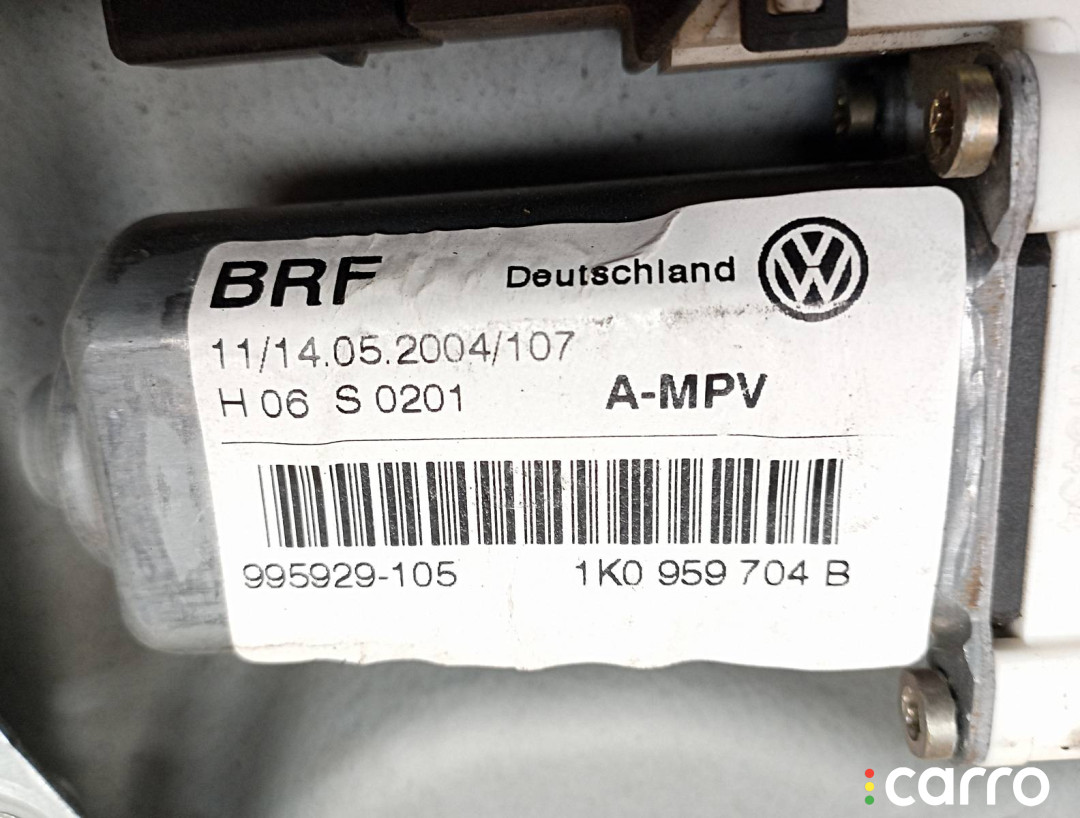 BRF Deutschland
11/14.05.2004/107
H 06 S 0201 A-MPV
995929-105 1K0 959 704 B
carro